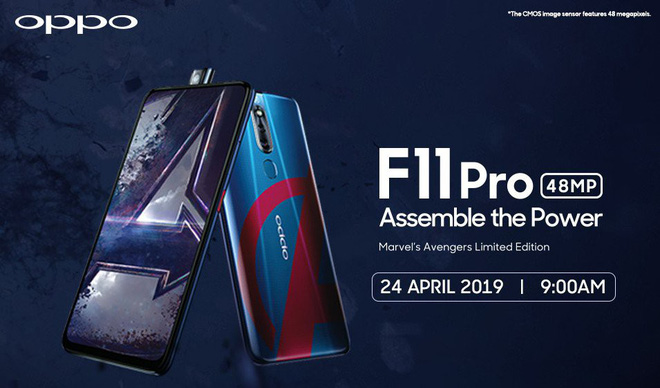 oppo
*The CMOS image sensor features 48 megapixels.
F11 Pro 48MP
Assemble the Power
Marvel's Avengers Limited Edition
24 APRIL 2019 | 9:00AM
oppo